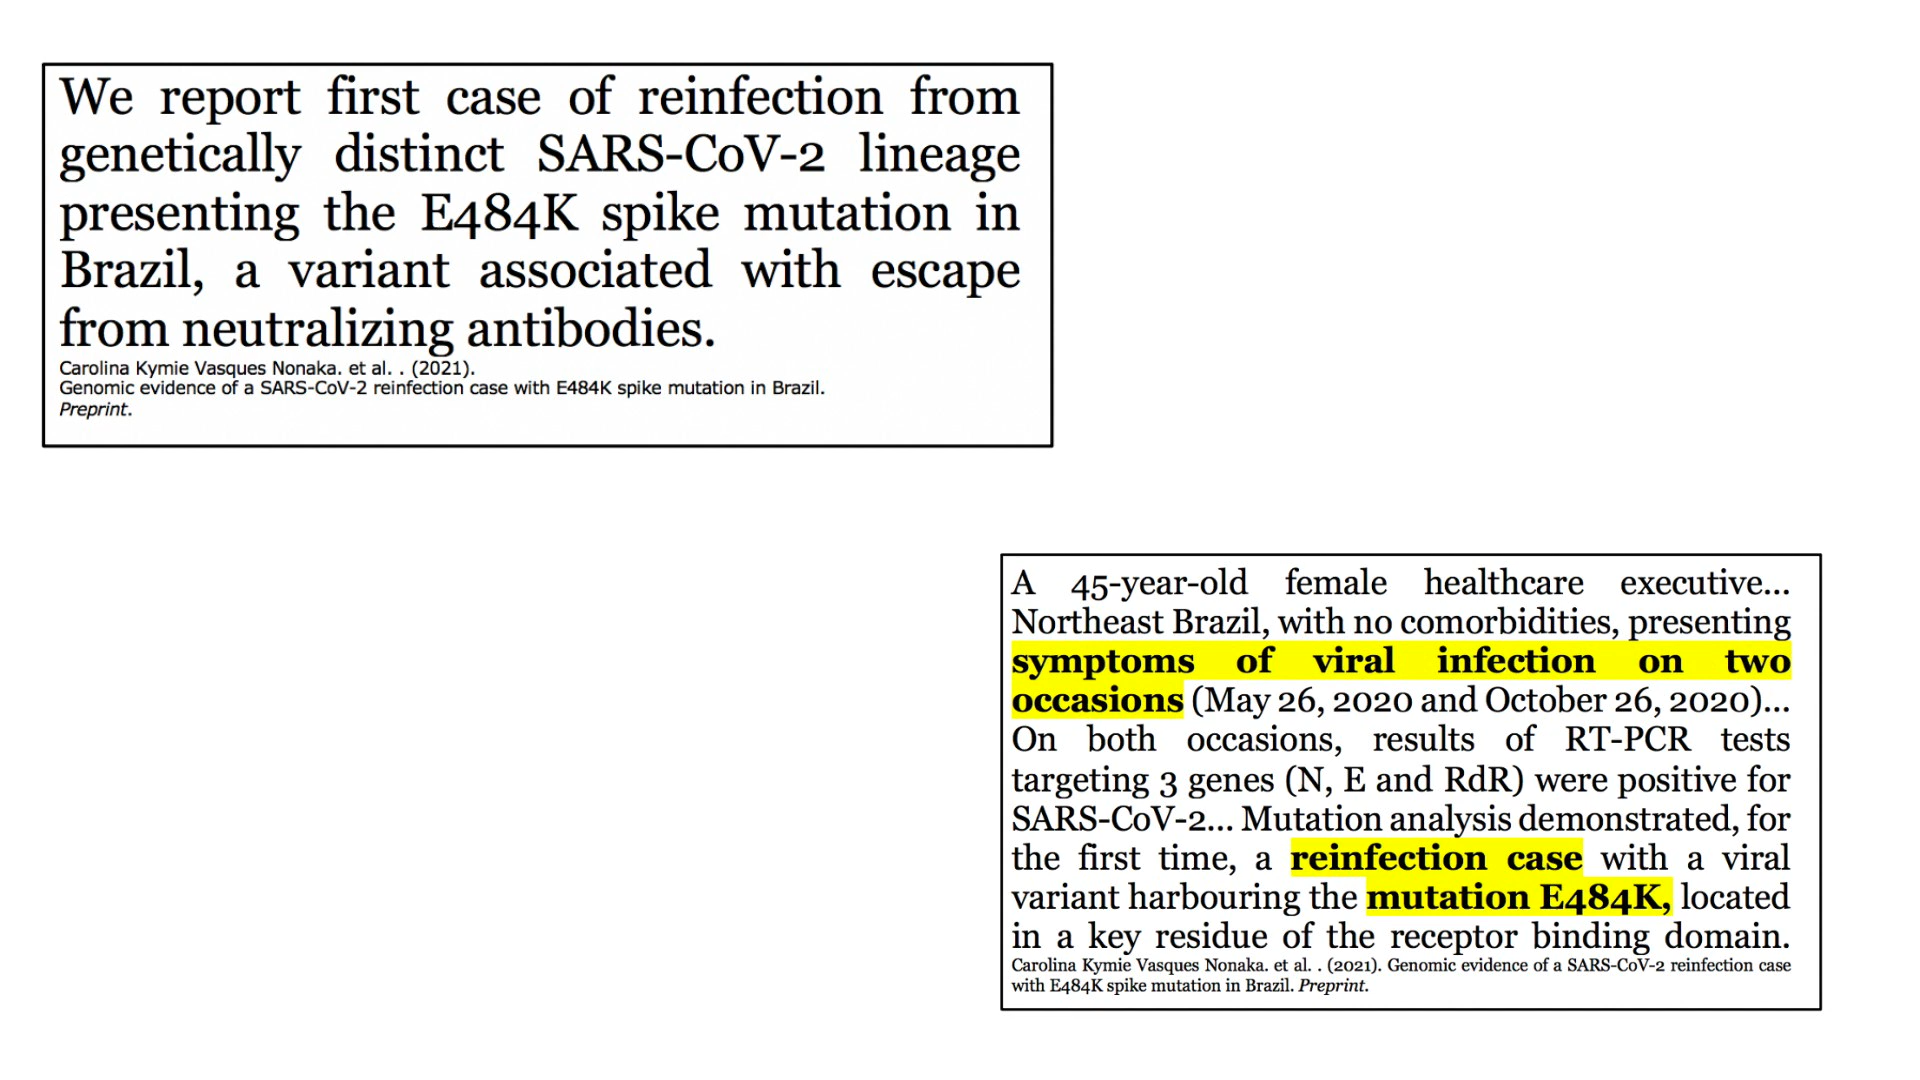 We report first case of reinfection from
genetically distinct SARS-CoV-2 lineage
presenting the E484K spike mutation in
Brazil, a variant associated with escape
from neutralizing antibodies.
Carolina Kymie Vasques Nonaka. et al. . (2021).
Genomic evidence of a SARS-CoV-2 reinfection case with E484K spike mutation in Brazil.
Preprint.
A 45-year-old female healthcare executive...
Northeast Brazil, with no comorbidities, presenting
symptoms of viral infection on two
occasions (May 26, 2020 and October 26, 2020)...
On both occasions, results of RT-PCR tests
targeting 3 genes (N, E and RdR) were positive for
SARS-CoV-2... Mutation analysis demonstrated, for
the first time, a reinfection case with a viral
variant harbouring the mutation E484K, located
in a key residue of the receptor binding domain.
Carolina Kymie Vasques Nonaka. et al. . (2021). Genomic evidence of a SARS-CoV-2 reinfection case
with E484K spike mutation in Brazil. Preprint.